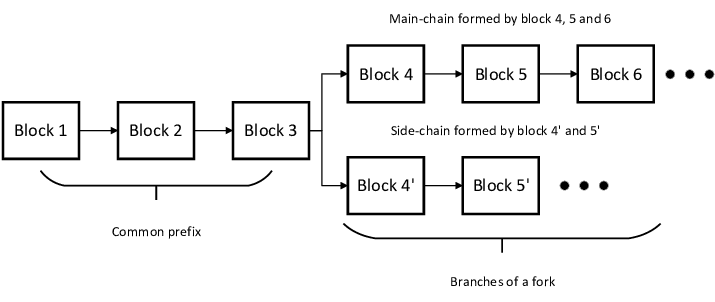 Main-chain formed by block 4, 5 and 6
Block 4
Block 5
Block 6
Block 1
Block 2
Block 3
Side-chain formed by block 4' and 5'
Block 4'
Block 5'
Common prefix
Branches of a fork